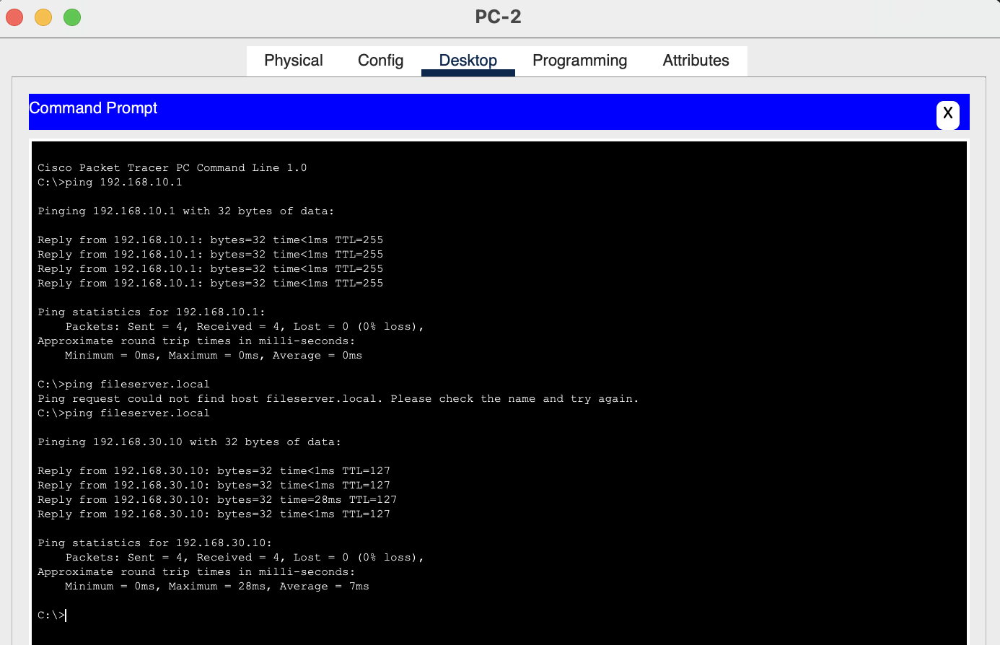 PC-2
Physical Config Desktop Programming Attributes
Command Prompt
X
Cisco Packet Tracer PC Command Line 1.0
C:\>ping 192.168.10.1
Pinging 192.168.10.1 with 32 bytes of data:
Reply from 192.168.10.1: bytes=32 time<1ms TTL=255
Reply from 192.168.10.1: bytes=32 time<1ms TTL=255
Reply from 192.168.10.1: bytes=32 time<1ms TTL=255
Reply from 192.168.10.1: bytes=32 time<1ms TTL=255
Ping statistics for 192.168.10.1:
Packets: Sent = 4, Received = 4, Lost = 0 (0% loss),
Approximate round trip times in milli-seconds:
Minimum = 0ms, Maximum = 0ms, Average = 0ms
C:\>ping fileserver.local
Ping request could not find host fileserver.local. Please check the name and try again.
C:\>ping fileserver.local
Pinging 192.168.30.10 with 32 bytes of data:
Reply from 192.168.30.10: bytes=32 time<1ms TTL=127
Reply from 192.168.30.10: bytes=32 time<1ms TTL=127
Reply from 192.168.30.10: bytes=32 time=28ms TTL=127
Reply from 192.168.30.10: bytes=32 time<1ms TTL=127
Ping statistics for 192.168.30.10:
Packets: Sent = 4, Received = 4, Lost = 0 (0% loss),
Approximate round trip times in milli-seconds:
Minimum = 0ms, Maximum = 28ms, Average = 7ms
C:\>